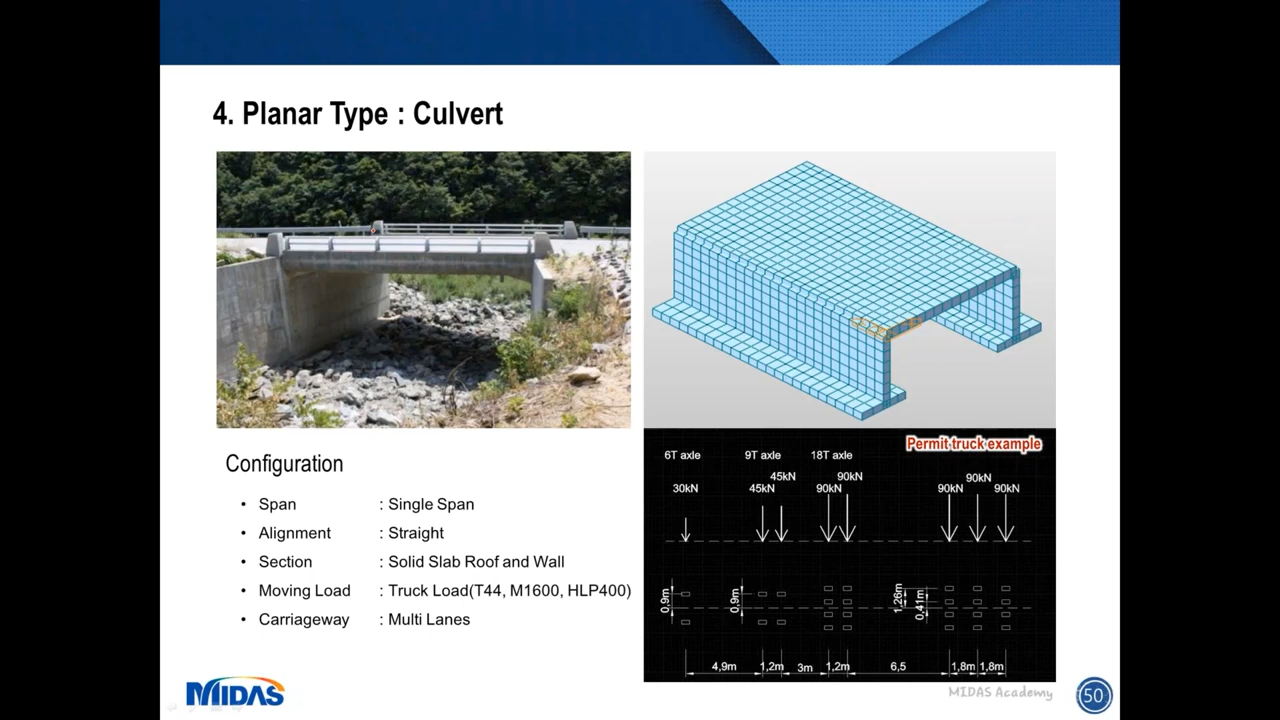 4. Planar Type : Culvert
Configuration
• Span : Single Span
• Alignment : Straight
• Section : Solid Slab Roof and Wall
• Moving Load : Truck Load(T44, M1600, HLP400)
• Carriageway : Multi Lanes
Permit truck example
6T axle 9T axle 18T axle
45kN 90kN 90kN
30kN 45kN 90kN 90kN 90kN
0,9m 0,9m 1,26m 0,41m
4,9m 1,2m 3m 1,2m 6,5 1,8m 1,8m
MIDAS
MIDAS Academy
50